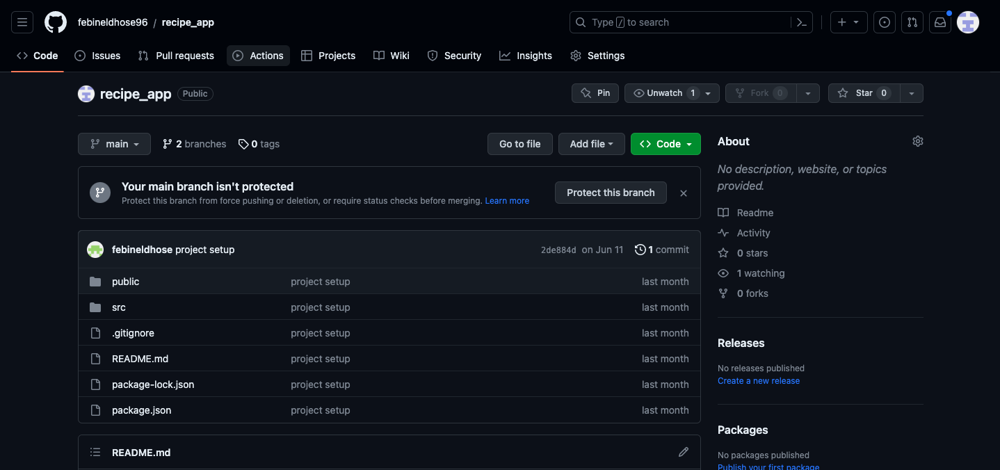 febineldhose96 / recipe_app
Type / to search
Code Issues Pull requests Actions Projects Wiki Security Insights Settings
recipe_app Public
Pin Unwatch 1 Fork 0 Star 0
main 2 branches 0 tags
Go to file Add file Code
Your main branch isn't protected
Protect this branch from force pushing or deletion, or require status checks before merging. Learn more
Protect this branch
febineldhose project setup 2de884d on Jun 11 1 commit
public project setup last month
src project setup last month
.gitignore project setup last month
README.md project setup last month
package-lock.json project setup last month
package.json project setup last month
README.md
About
No description, website, or topics
provided.
Readme
Activity
0 stars
1 watching
0 forks
Releases
No releases published
Create a new release
Packages
No packages published
Publish your first package